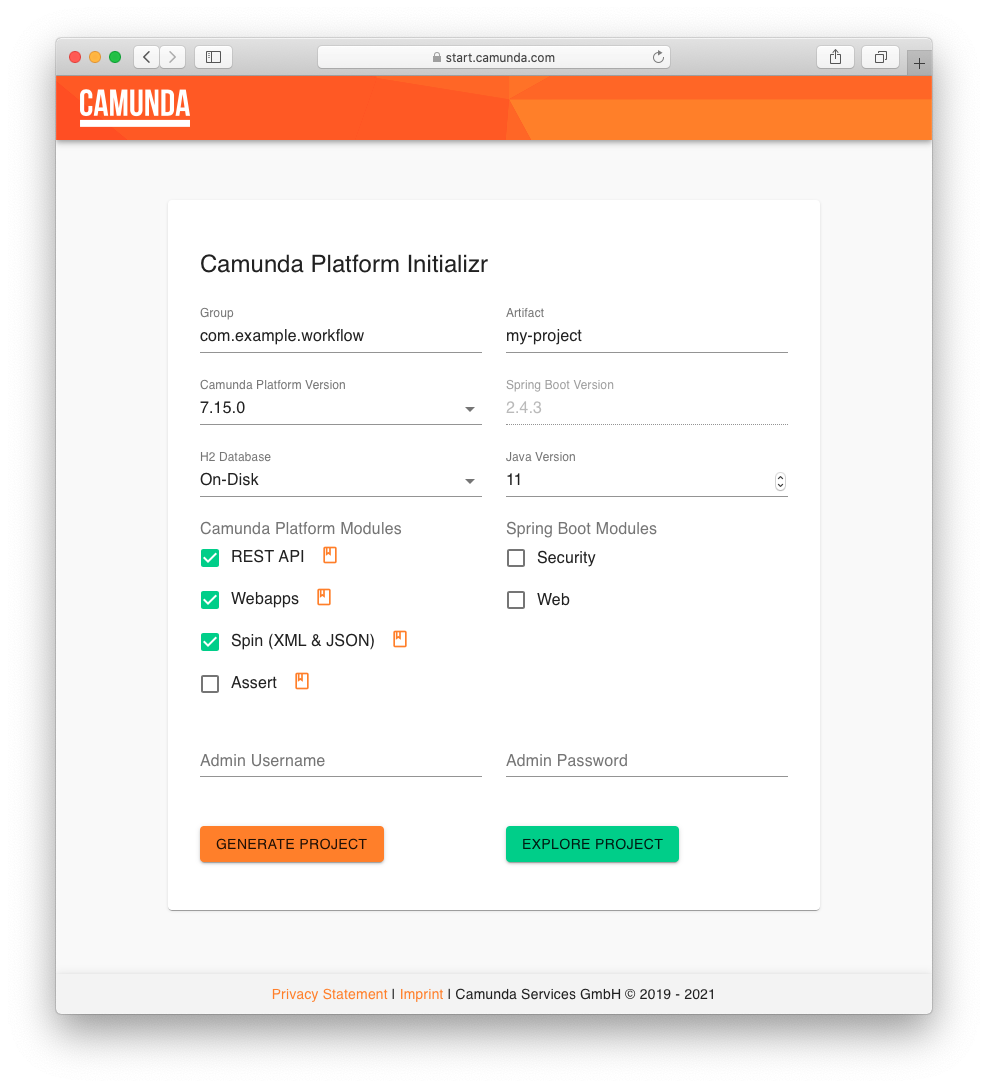 start.camunda.com
CAMUNDA
Camunda Platform Initializr
Group
com.example.workflow
Artifact
my-project
Camunda Platform Version
7.15.0
Spring Boot Version
2.4.3
H2 Database
On-Disk
Java Version
11
Camunda Platform Modules
REST API
Webapps
Spin (XML & JSON)
Assert
Spring Boot Modules
Security
Web
Admin Username
Admin Password
GENERATE PROJECT
EXPLORE PROJECT
Privacy Statement | Imprint | Camunda Services GmbH © 2019 - 2021